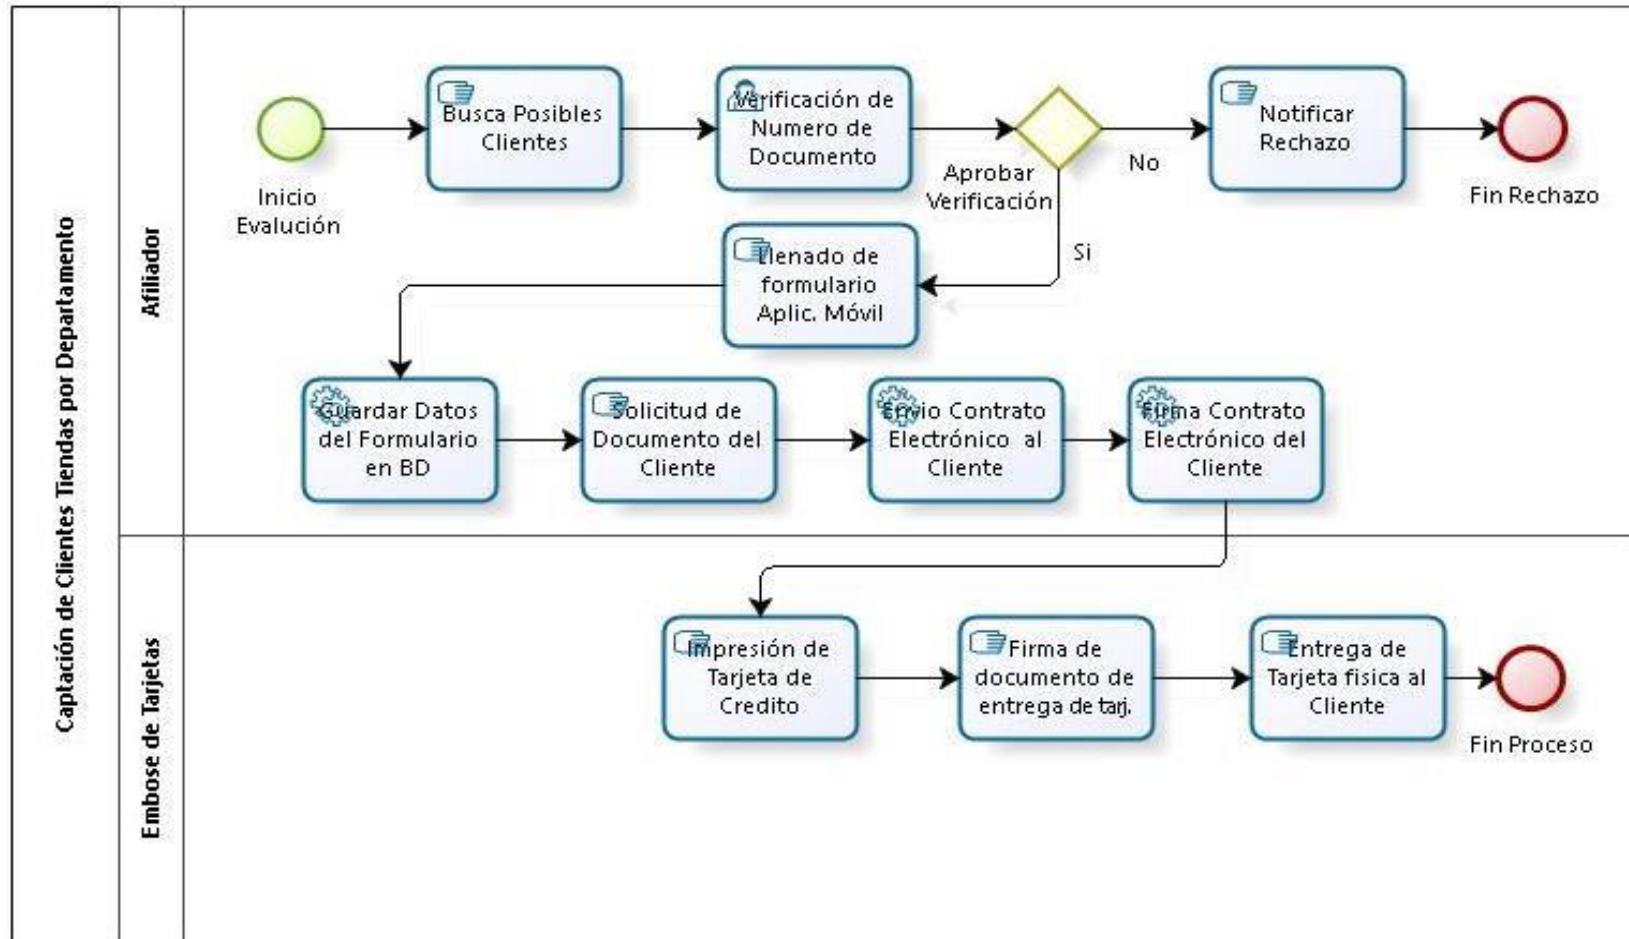 Captación de Clientes Tiendas por Departamento
Afiliador
Inicio
Evalución
Busca Posibles
Clientes
Verificación de
Numero de
Documento
Aprobar
Verificación
No
Notificar
Rechazo
Fin Rechazo
Si
Llenado de
formulario
Aplic. Móvil
Guardar Datos
del Formulario
en BD
Solicitud de
Documento del
Cliente
Envio Contrato
Electrónico al
Cliente
Firma Contrato
Electrónico del
Cliente
Embose de Tarjetas
Impresión de
Tarjeta de
Credito
Firma de
documento de
entrega de tarj.
Entrega de
Tarjeta fisica al
Cliente
Fin Proceso